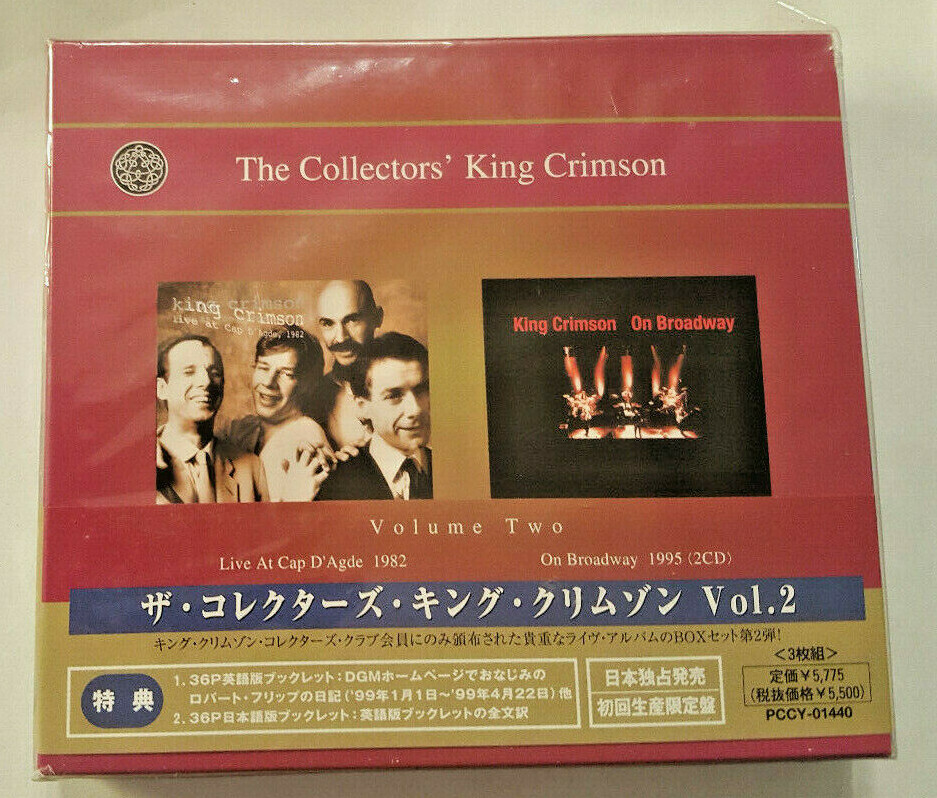 The Collectors' King Crimson
king crimson
king crimson
live at Cap D'Agde, 1982
King Crimson On Broadway
Volume Two
Live At Cap D'Agde 1982
On Broadway 1995 (2CD)
ザ・コレクターズ・キング・クリムゾン Vol.2
キング・クリムゾン・コレクターズ・クラブ会員にのみ頒布された貴重なライヴ・アルバムのBOXセット第2弾!
特典
1. 36P英語版ブックレット:DGMホームページでおなじみの
ロバート・フリップの日記('99年1月1日〜'99年4月22日)他
2. 36P日本語版ブックレット:英語版ブックレットの全文訳
日本独占発売
初回生産限定盤
<3枚組>
定価¥5,775
(税抜価格¥5,500)
PCCY-01440